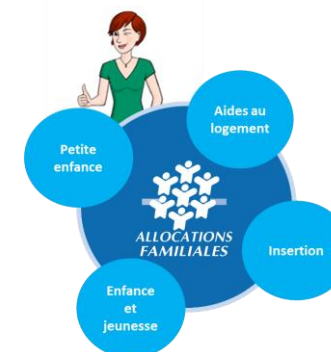 Aides au
logement
Petite
enfance
ALLOCATIONS
FAMILIALES
Insertion
Enfance
et
jeunesse